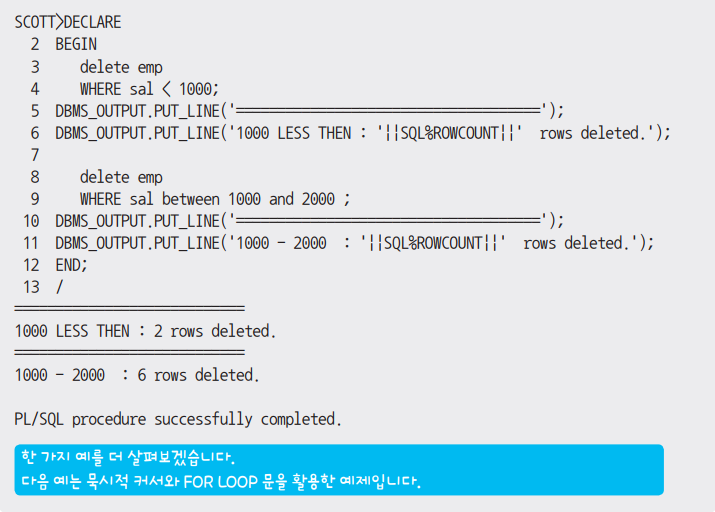 SCOTT>DECLARE
2 BEGIN
3 delete emp
4 WHERE sal < 1000;
5 DBMS_OUTPUT.PUT_LINE('=====================================');
6 DBMS_OUTPUT.PUT_LINE('1000 LESS THEN : '||SQL%ROWCOUNT||' rows deleted.');
7
8 delete emp
9 WHERE sal between 1000 and 2000 ;
10 DBMS_OUTPUT.PUT_LINE('=====================================');
11 DBMS_OUTPUT.PUT_LINE('1000 - 2000 : '||SQL%ROWCOUNT||' rows deleted.');
12 END;
13 /
============================
1000 LESS THEN : 2 rows deleted.
============================
1000 - 2000 : 6 rows deleted.
PL/SQL procedure successfully completed.
한 가지 예를 더 살펴보겠습니다.
다음 예는 묵시적 커서와 FOR LOOP 문을 활용한 예제입니다.